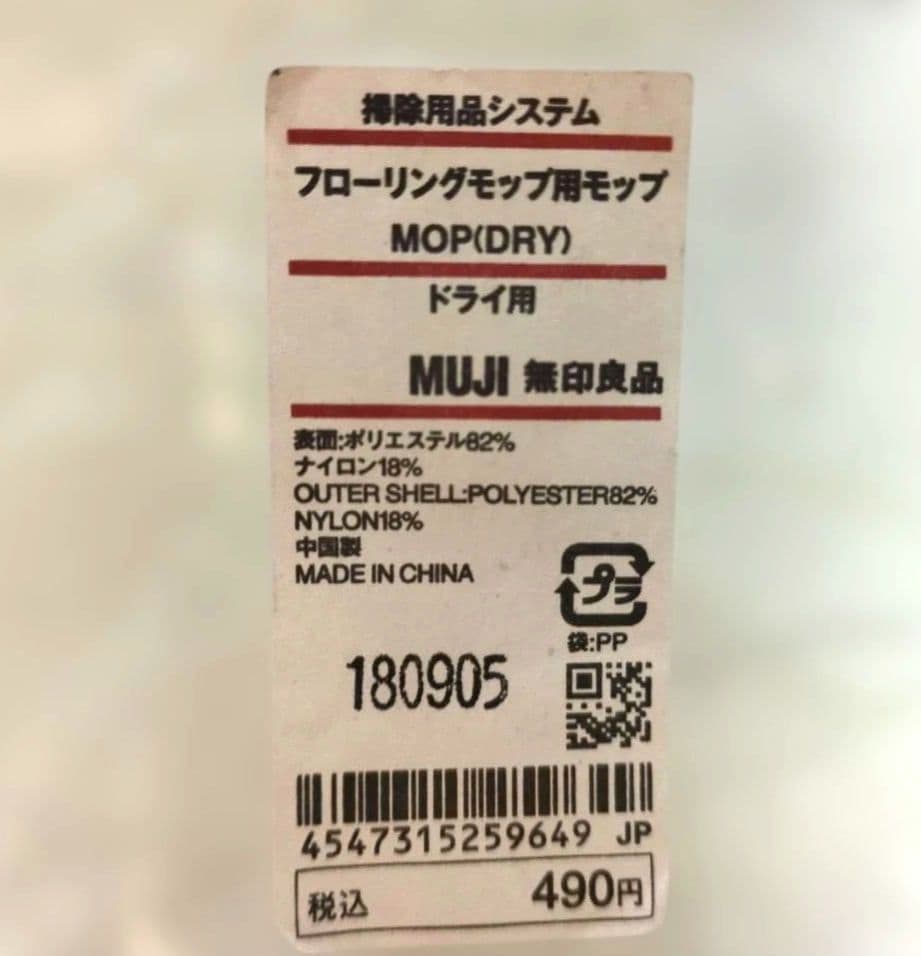 掃除用品システム
フローリングモップ用モップ
MOP(DRY)
ドライ用
MUJI 無印良品
表面:ポリエステル82%
ナイロン18%
OUTER SHELL:POLYESTER82%
NYLON18%
中国製
MADE IN CHINA
プラ
袋:PP
180905
4547315259649 JP
税込 490円